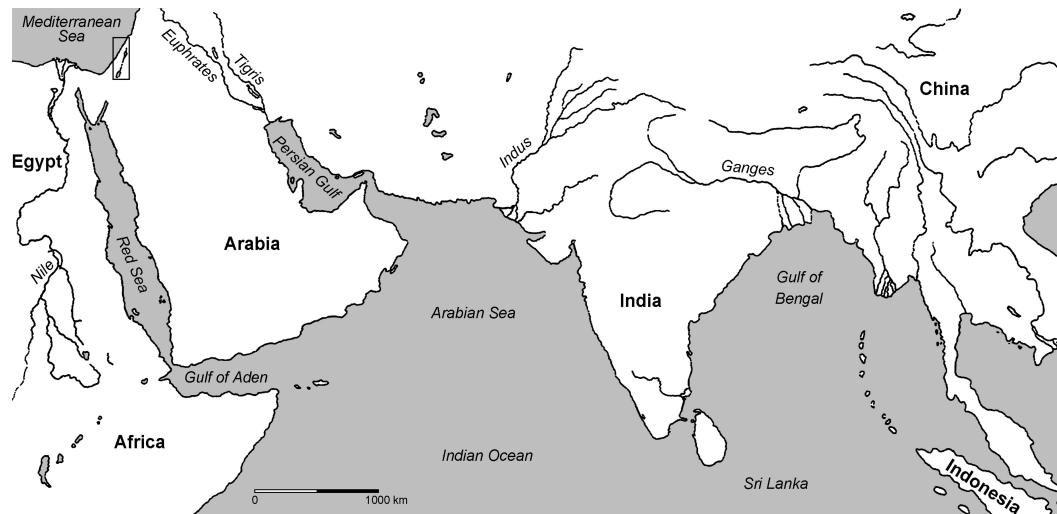 Mediterranean
Sea
Euphrates
Tigris
China
Egypt
Persian Gulf
Indus
Ganges
Nile
Red Sea
Arabia
Arabian Sea
India
Gulf of
Bengal
Gulf of Aden
Africa
Indian Ocean
Sri Lanka
Indonesia
0
1000 km